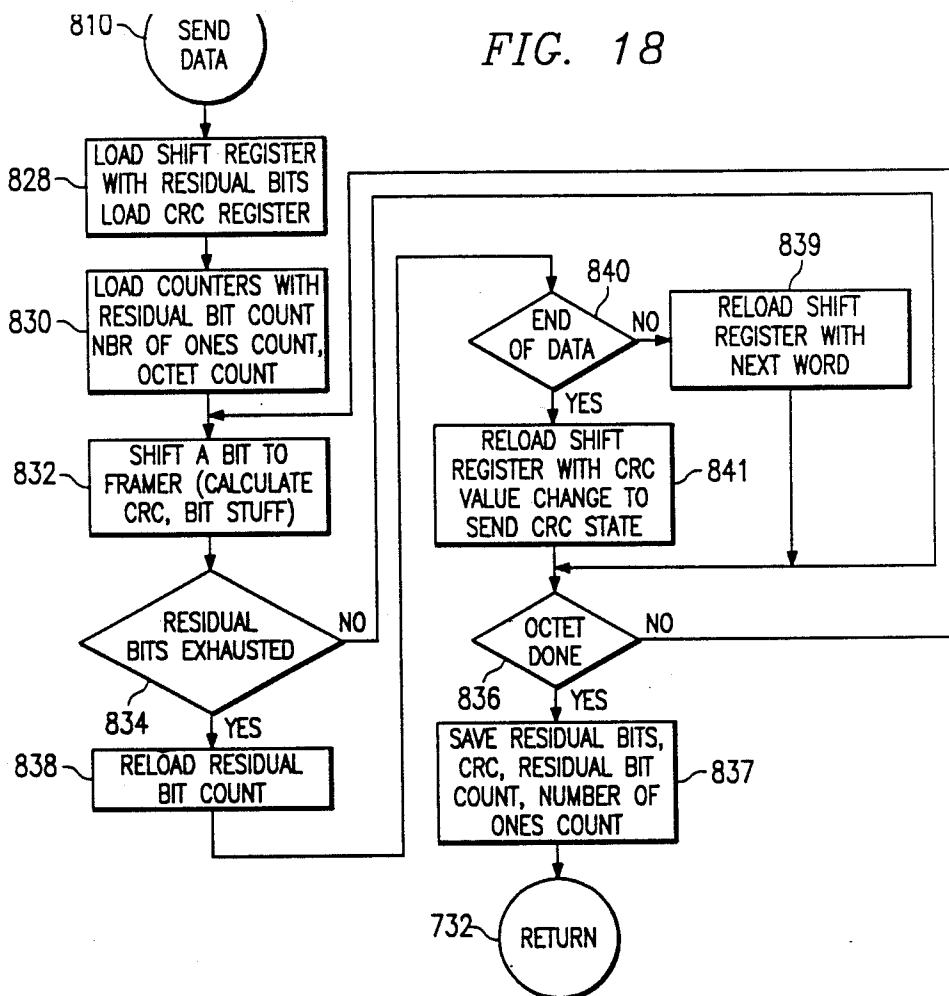 810
SEND
DATA
FIG. 18
828
LOAD SHIFT REGISTER
WITH RESIDUAL BITS
LOAD CRC REGISTER
830
LOAD COUNTERS WITH
RESIDUAL BIT COUNT
NBR OF ONES COUNT,
OCTET COUNT
832
SHIFT A BIT TO
FRAMER (CALCULATE
CRC, BIT STUFF)
RESIDUAL
BITS EXHAUSTED
NO
834
YES
838
RELOAD RESIDUAL
BIT COUNT
840
END
OF DATA
NO
YES
839
RELOAD SHIFT
REGISTER WITH
NEXT WORD
RELOAD SHIFT
REGISTER WITH CRC
VALUE CHANGE TO
SEND CRC STATE
841
OCTET
DONE
NO
836
YES
SAVE RESIDUAL BITS,
CRC, RESIDUAL BIT
COUNT, NUMBER OF
ONES COUNT
837
732
RETURN